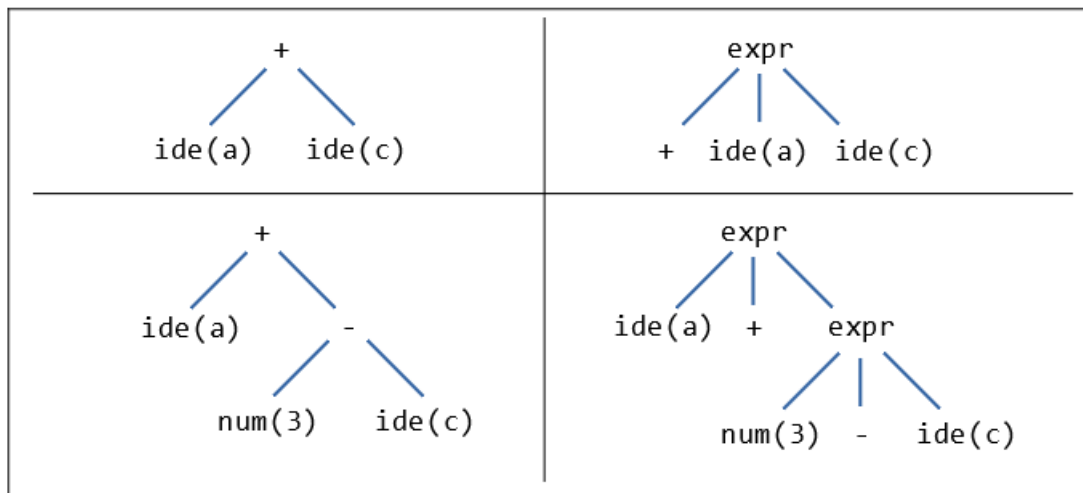 +
ide(a) ide(c)
expr
+ ide(a) ide(c)
+
ide(a) -
num(3) ide(c)
expr
ide(a) + expr
num(3) - ide(c)